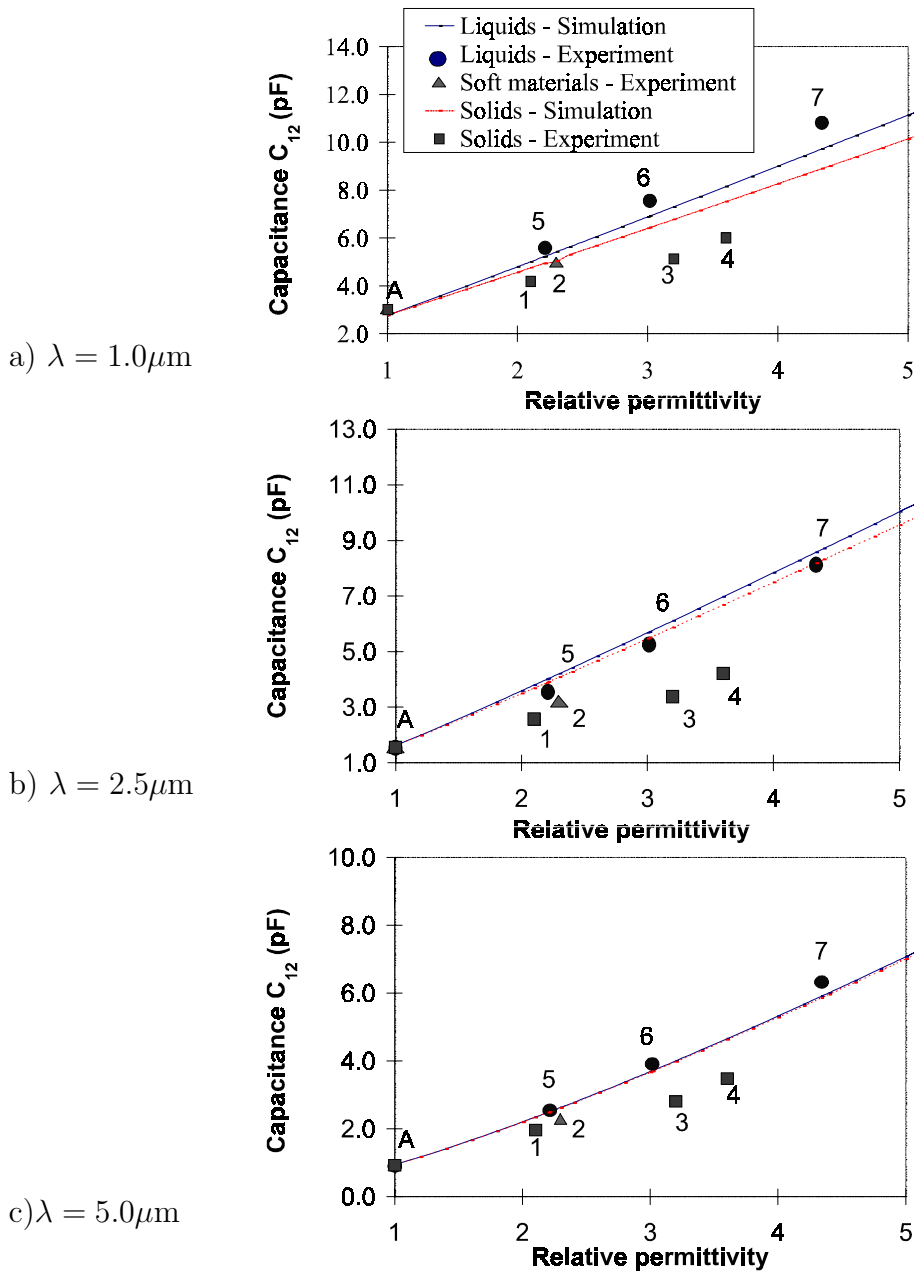 Liquids - Simulation
Liquids - Experiment
Soft materials - Experiment
Solids - Simulation
Solids - Experiment
Capacitance C12 (pF)
14.0
12.0
10.0
8.0
6.0
4.0
2.0
A
5
6
7
1
2
3
4
1 2 3 4 5
Relative permittivity
a) λ = 1.0μm
Capacitance C12 (pF)
13.0
11.0
9.0
7.0
5.0
3.0
1.0
A
5
6
7
1
2
3
4
1 2 3 4 5
Relative permittivity
b) λ = 2.5μm
Capacitance C12 (pF)
10.0
8.0
6.0
4.0
2.0
0.0
A
5
6
7
1
2
3
4
1 2 3 4 5
Relative permittivity
c)λ = 5.0μm